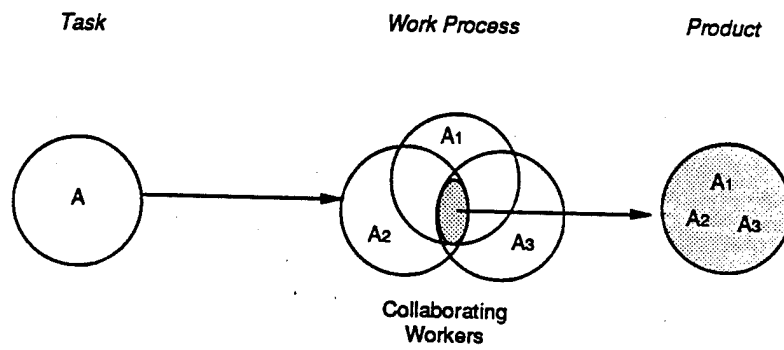 Task
Work Process
Product
A
A1
A2
A3
A1
A2
A3
Collaborating
Workers